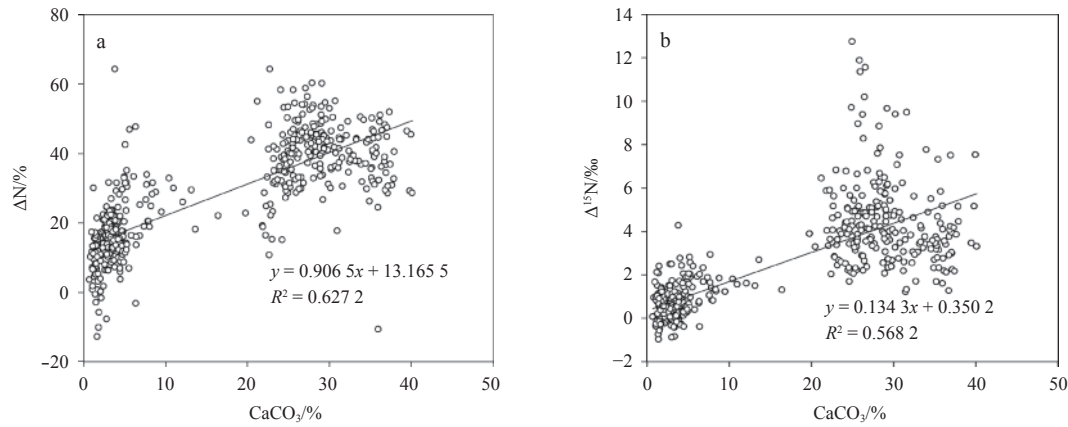 a
80
60
40
20
0
–20
ΔN/%
0 10 20 30 40 50
CaCO₃/%
y = 0.906 5x + 13.165 5
R² = 0.627 2
b
14
12
10
8
6
4
2
0
−2
Δ¹⁵N/‰
0 10 20 30 40 50
CaCO₃/%
y = 0.134 3x + 0.350 2
R² = 0.568 2